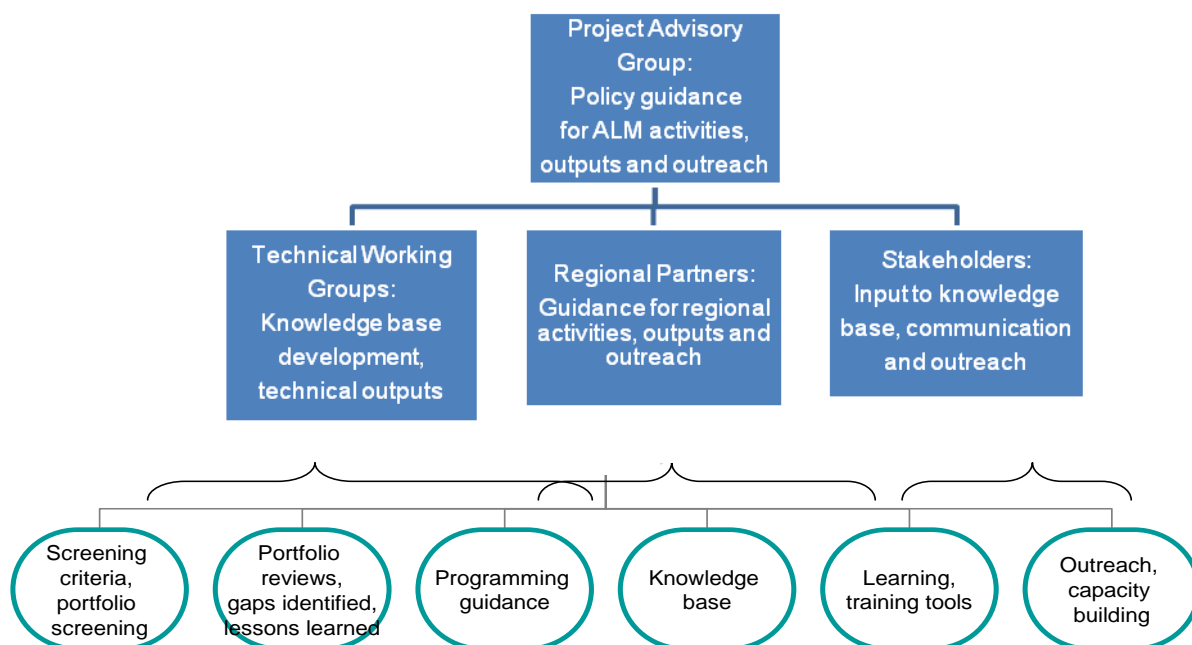 Project Advisory
Group:
Policy guidance
for ALM activities,
outputs and outreach
Technical Working
Groups:
Knowledge base
development,
technical outputs
Regional Partners:
Guidance for regional
activities, outputs and
outreach
Stakeholders:
Input to knowledge
base, communication
and outreach
Screening
criteria,
portfolio
screening
Portfolio
reviews,
gaps identified,
lessons learned
Programming
guidance
Knowledge
base
Learning,
training tools
Outreach,
capacity
building